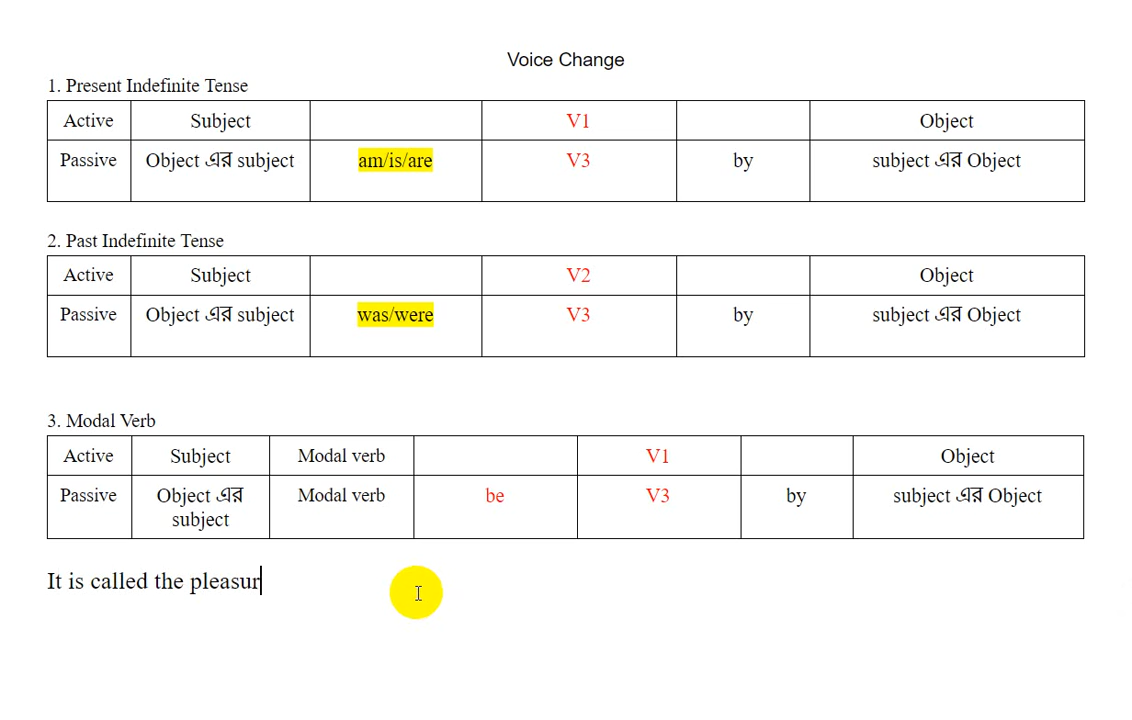 Voice Change
1. Present Indefinite Tense
Active Subject V1 Object
Passive Object এর subject am/is/are V3 by subject এর Object
2. Past Indefinite Tense
Active Subject V2 Object
Passive Object এর subject was/were V3 by subject এর Object
3. Modal Verb
Active Subject Modal verb V1 Object
Passive Object এর Modal verb be V3 by subject এর Object
subject
It is called the pleasur